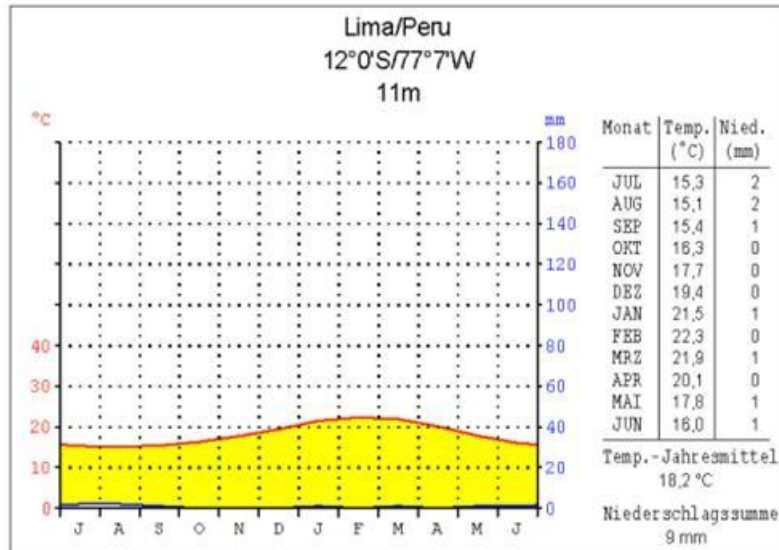 Lima/Peru
12°0'S/77°7'W
11m
°C
mm
180
160
140
120
100
40 80
30 60
20 40
10 20
0 0
J A S O N D J F M A M J
Monat Temp. Nied.
(°C) (mm)
JUL 15,3 2
AUG 15,1 2
SEP 15,4 1
OKT 16,3 0
NOV 17,7 0
DEZ 19,4 0
JAN 21,5 1
FEB 22,3 0
MRZ 21,9 1
APR 20,1 0
MAI 17,8 1
JUN 16,0 1
Temp.-Jahresmittel
18,2 °C
Niederschlagssumme
9 mm